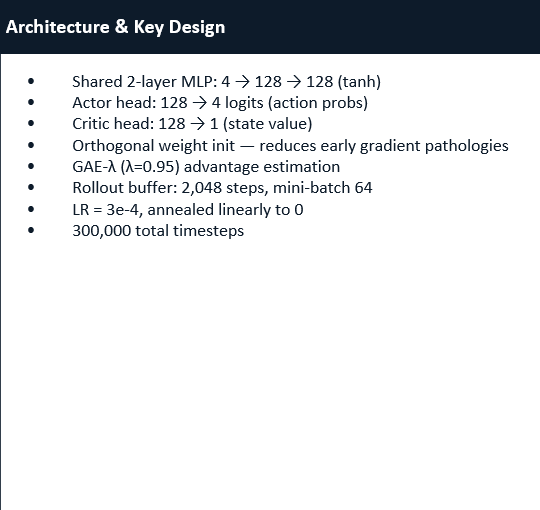 Architecture & Key Design
• Shared 2-layer MLP: 4 → 128 → 128 (tanh)
• Actor head: 128 → 4 logits (action probs)
• Critic head: 128 → 1 (state value)
• Orthogonal weight init — reduces early gradient pathologies
• GAE-λ (λ=0.95) advantage estimation
• Rollout buffer: 2,048 steps, mini-batch 64
• LR = 3e-4, annealed linearly to 0
• 300,000 total timesteps